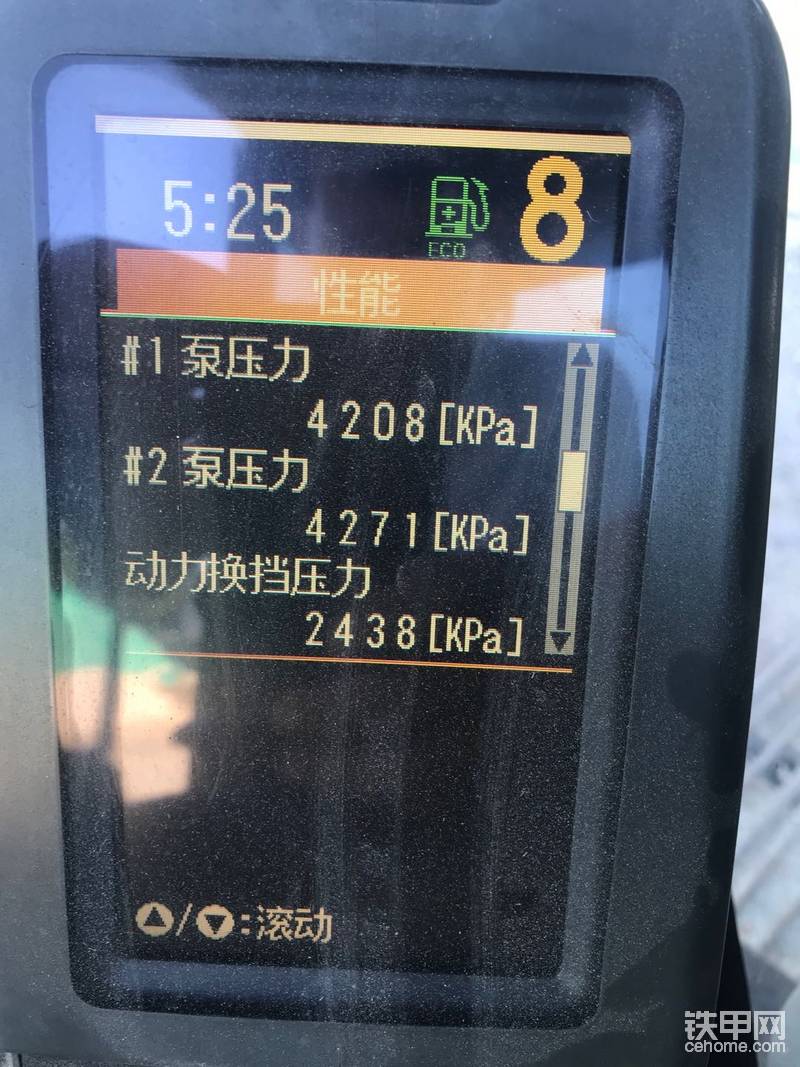 5:25
ECO
8
性能
#1 泵压力
4208[KPa]
#2 泵压力
4271[KPa]
动力换挡压力
2438[KPa]
▲/▼:滚动
铁甲网
cehome.com